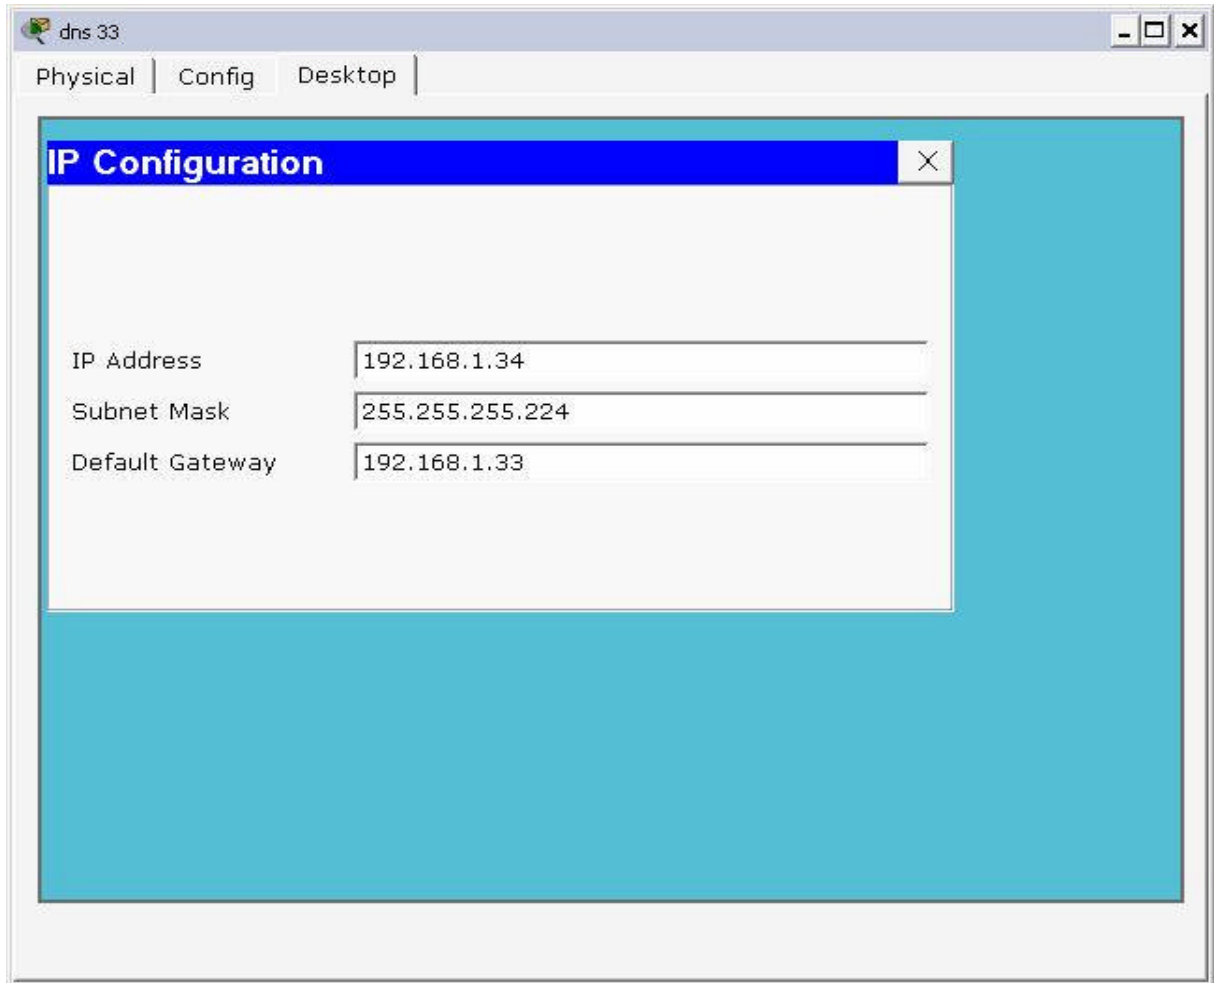 dns 33
Physical Config Desktop
IP Configuration
IP Address 192.168.1.34
Subnet Mask 255.255.255.224
Default Gateway 192.168.1.33